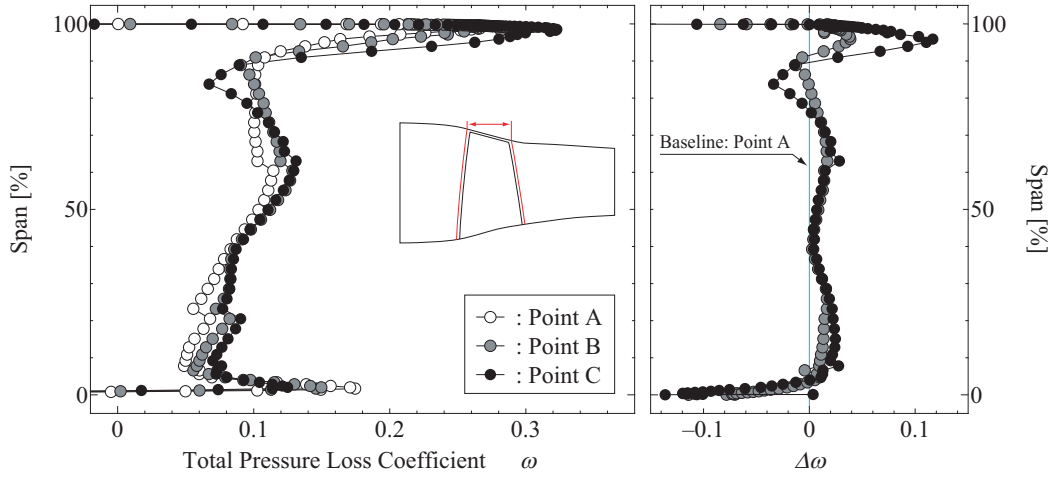 100
50
0
Span [%]
0
0.1
0.2
0.3
Total Pressure Loss Coefficient ω
: Point A
: Point B
: Point C
Baseline: Point A
100
50
0
Span [%]
−0.1
0
0.1
Δω